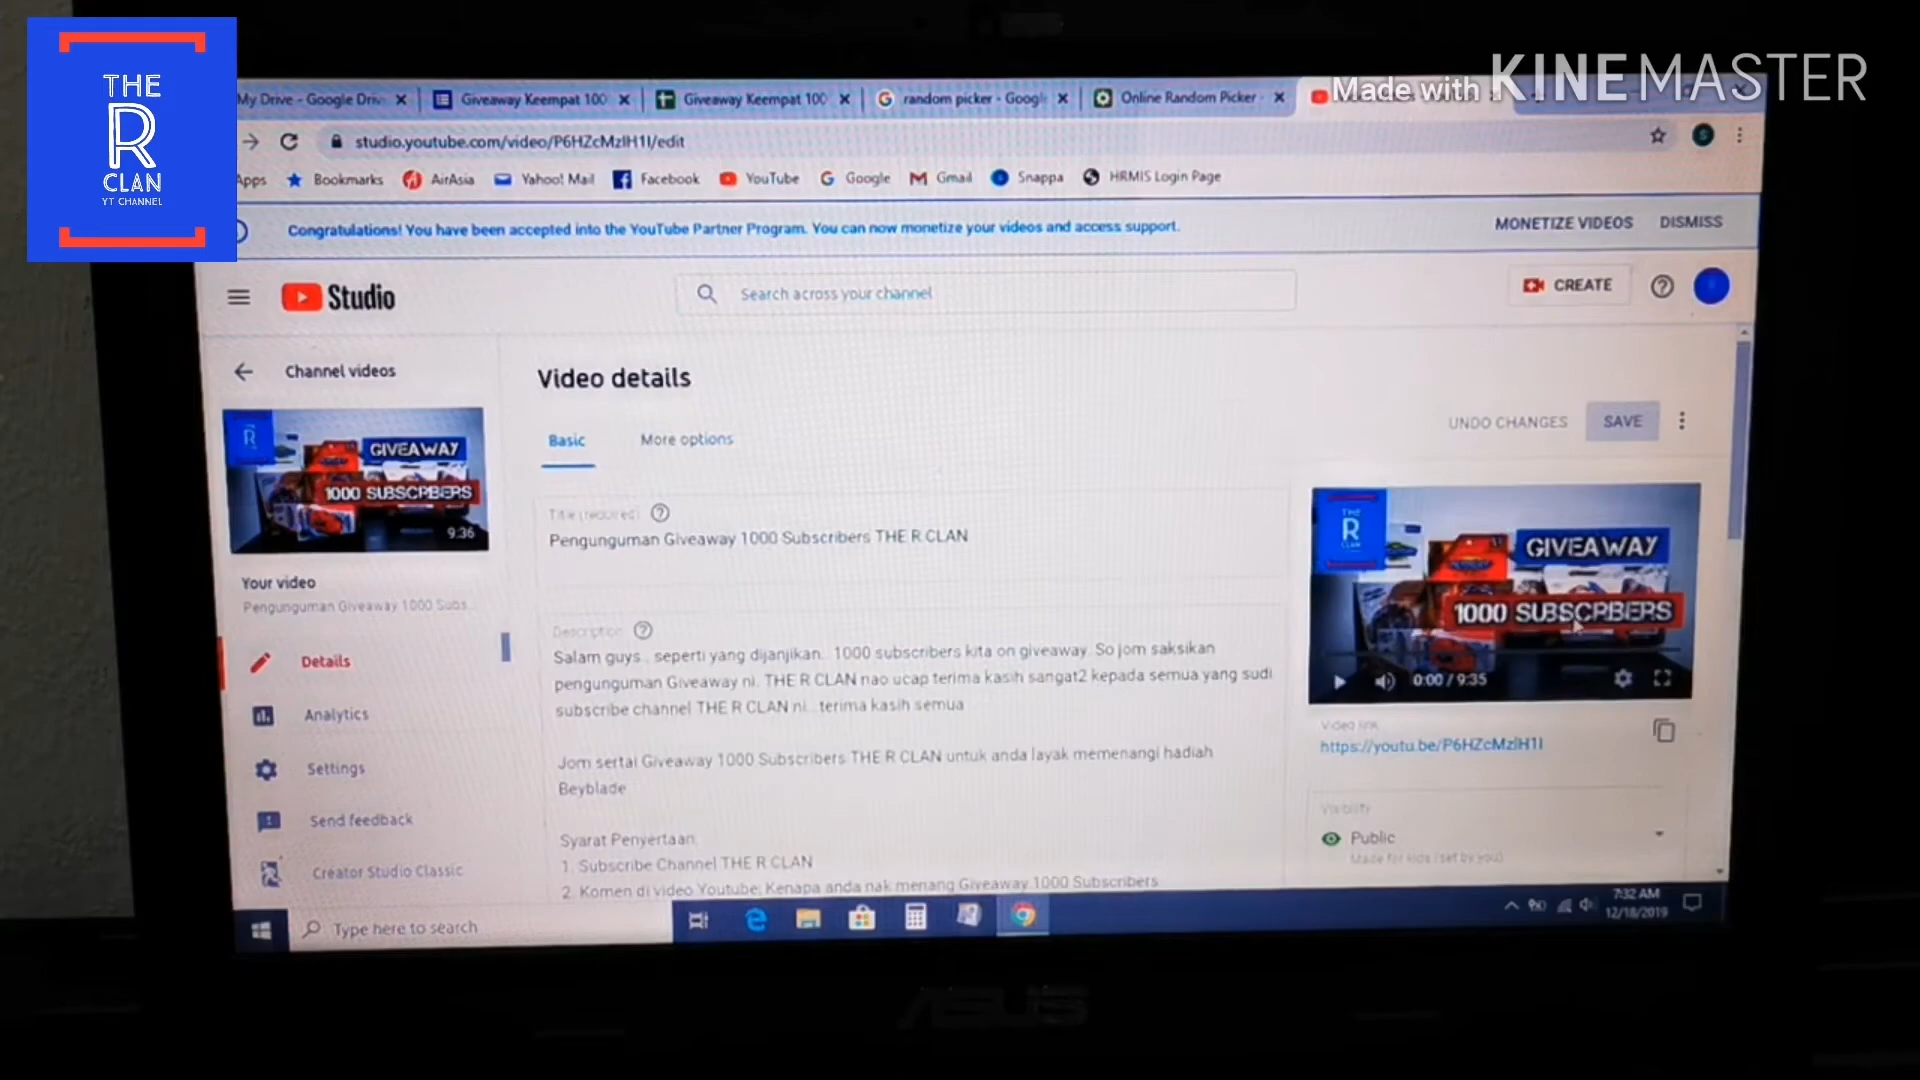 THE
R
CLAN
YT CHANNEL
Made with KINEMASTER
My Drive - Google Driv
Giveaway Keempat 100
Giveaway Keempat 100
random picker - Googl
Online Random Picker -
studio.youtube.com/video/P6HZcMzlH1I/edit
Apps
Bookmarks
AirAsia
Yahoo! Mail
Facebook
YouTube
Google
Gmail
Snappa
HRMIS Login Page
Congratulations! You have been accepted into the YouTube Partner Program. You can now monetize your videos and access support.
MONETIZE VIDEOS
DISMISS
Studio
Search across your channel
CREATE
Channel videos
Video details
UNDO CHANGES
SAVE
Basic
More options
R
GIVEAWAY
1000 SUBSCRBERS
9:36
Your video
Pengunguman Giveaway 1000 Subs...
Details
Analytics
Settings
Send feedback
Creator Studio Classic
Title (required)
Pengunguman Giveaway 1000 Subscribers THE R CLAN
Description
Salam guys.. seperti yang dijanjikan.. 1000 subscribers kita on giveaway. So jom saksikan
pengunguman Giveaway ni. THE R CLAN nao ucap terima kasih sangat2 kepada semua yang sudi
subscribe channel THE R CLAN ni.. terima kasih semua
Jom sertai Giveaway 1000 Subscribers THE R CLAN untuk anda layak memenangi hadiah
Beyblade
Syarat Penyertaan
1. Subscribe Channel THE R CLAN
2. Komen di video Youtube, Kenapa anda nak menang Giveaway 1000 Subscribers
THE
R
CLAN
GIVEAWAY
1000 SUBSCRBERS
0:00 / 9:35
Video link
https://youtu.be/P6HZcMzlH1I
Visibility
Public
Made for kids (set by you)
Type here to search
7:32 AM
12/18/2019
ASUS